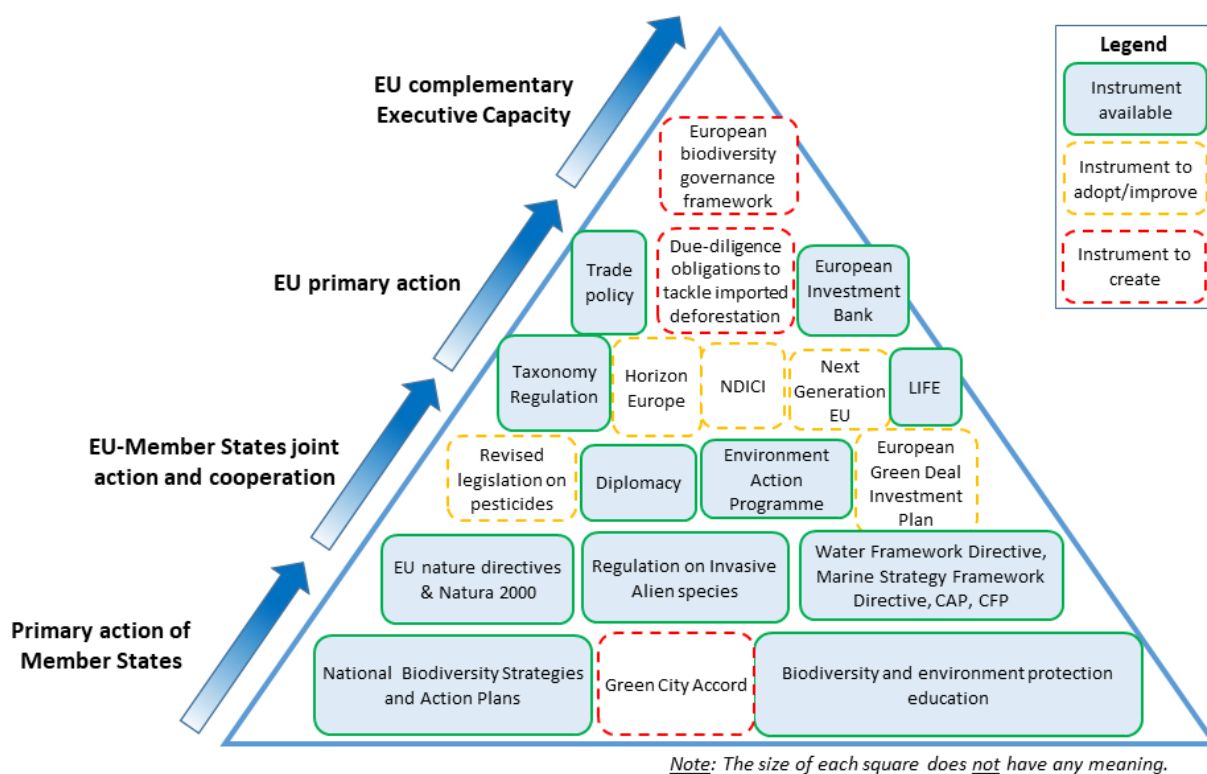 EU complementary
Executive Capacity
EU primary action
EU-Member States joint
action and cooperation
Primary action of
Member States
European
biodiversity
governance
framework
Trade
policy
Due-diligence
obligations to
tackle imported
deforestation
European
Investment
Bank
Taxonomy
Regulation
Horizon
Europe
NDICI
Next
Generation
EU
LIFE
Revised
legislation on
pesticides
Diplomacy
Environment
Action
Programme
European
Green Deal
Investment
Plan
EU nature directives
& Natura 2000
Regulation on Invasive
Alien species
Water Framework Directive,
Marine Strategy Framework
Directive, CAP, CFP
National Biodiversity Strategies
and Action Plans
Green City Accord
Biodiversity and environment protection
education
Legend
Instrument
available
Instrument to
adopt/improve
Instrument to
create
Note: The size of each square does not have any meaning.